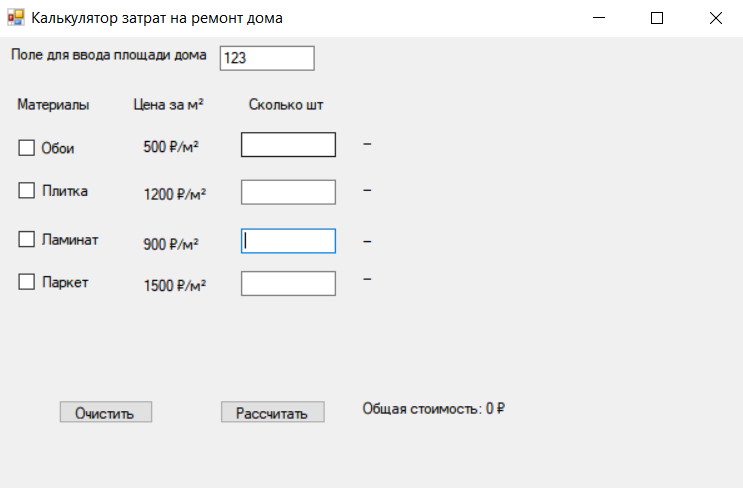 Калькулятор затрат на ремонт дома
Поле для ввода площади дома 123
Материалы Цена за м² Сколько шт
Обои 500 ₽/м² –
Плитка 1200 ₽/м² –
Ламинат 900 ₽/м² –
Паркет 1500 ₽/м² –
Очистить Рассчитать Общая стоимость: 0 ₽